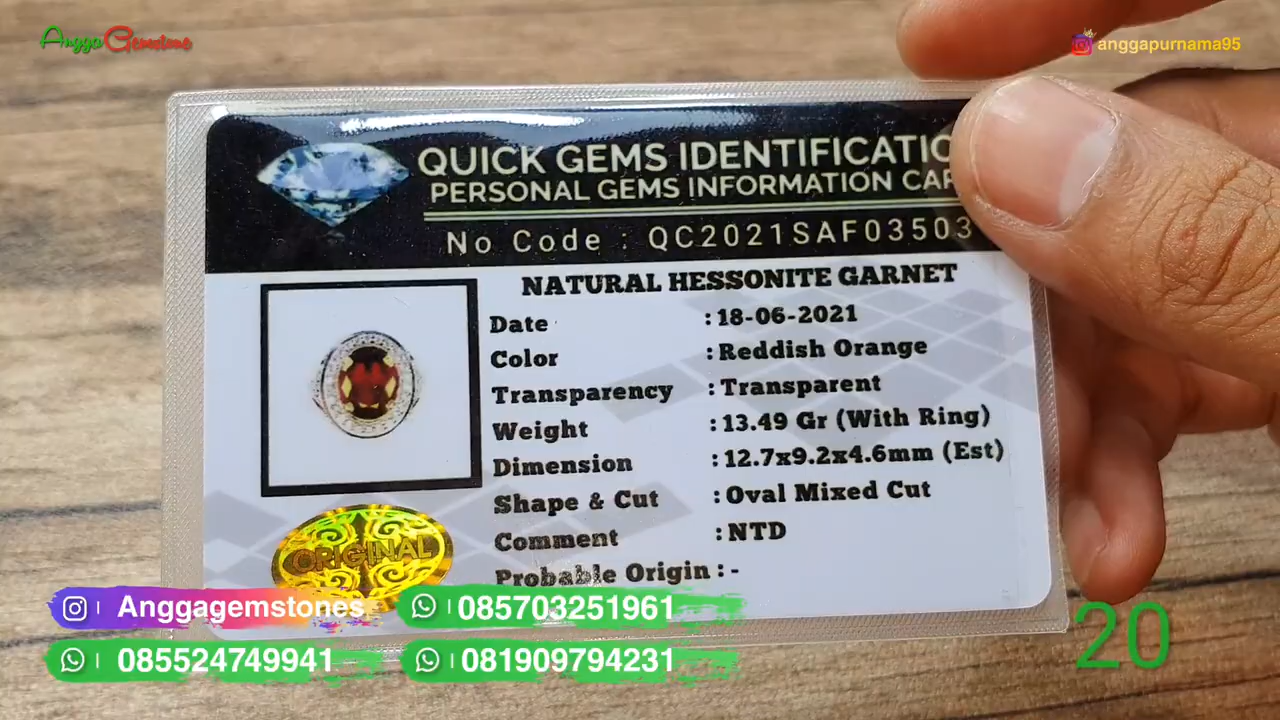 Angga Gemstone
anggapurnama95
QUICK GEMS IDENTIFICATIO
PERSONAL GEMS INFORMATION CAR
No Code : QC2021SAF03503
NATURAL HESSONITE GARNET
Date : 18-06-2021
Color : Reddish Orange
Transparency : Transparent
Weight : 13.49 Gr (With Ring)
Dimension : 12.7x9.2x4.6mm (Est)
Shape & Cut : Oval Mixed Cut
Comment : NTD
Probable Origin : -
ORIGINAL
Anggagemstones
085703251961
085524749941
081909794231
20